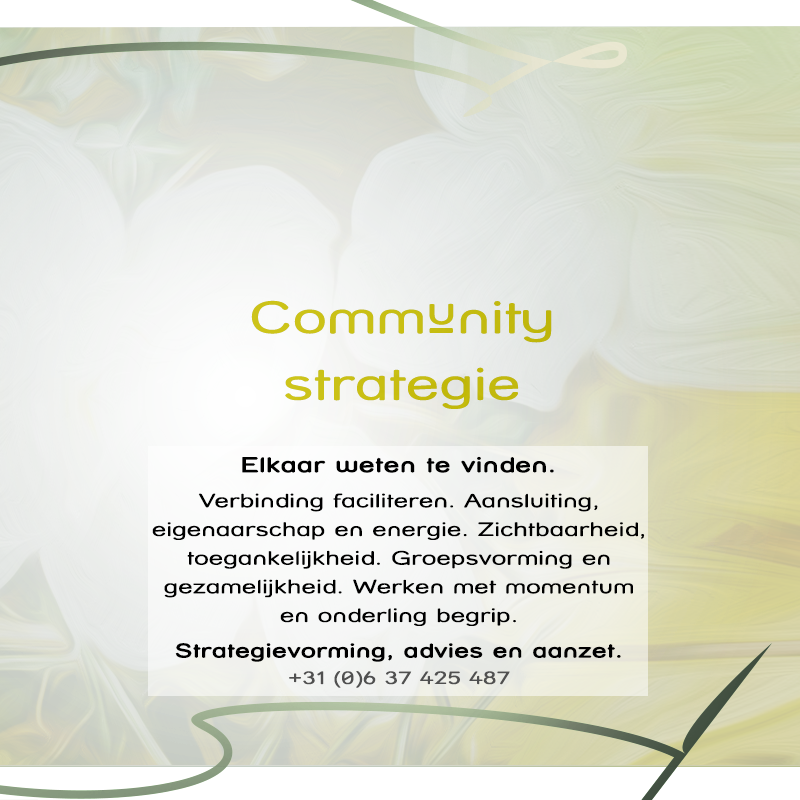 Community
strategie
Elkaar weten te vinden.
Verbinding faciliteren. Aansluiting,
eigenaarschap en energie. Zichtbaarheid,
toegankelijkheid. Groepsvorming en
gezamelijkheid. Werken met momentum
en onderling begrip.
Strategievorming, advies en aanzet.
+31 (0)6 37 425 487